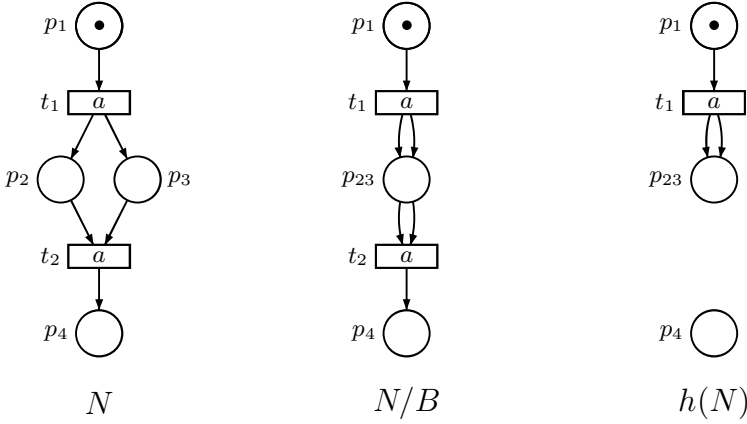 p₁ p₁ p₁
t₁ a t₁ a t₁ a
p₂ p₃ p₂₃ p₂₃
t₂ a t₂ a
p₄ p₄ p₄
N N/B h(N)